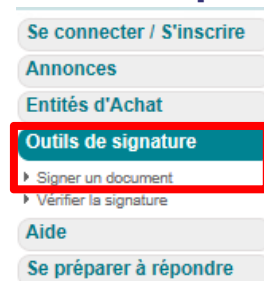 Se connecter / S'inscrire
Annonces
Entités d'Achat
Outils de signature
Signer un document
Vérifier la signature
Aide
Se préparer à répondre